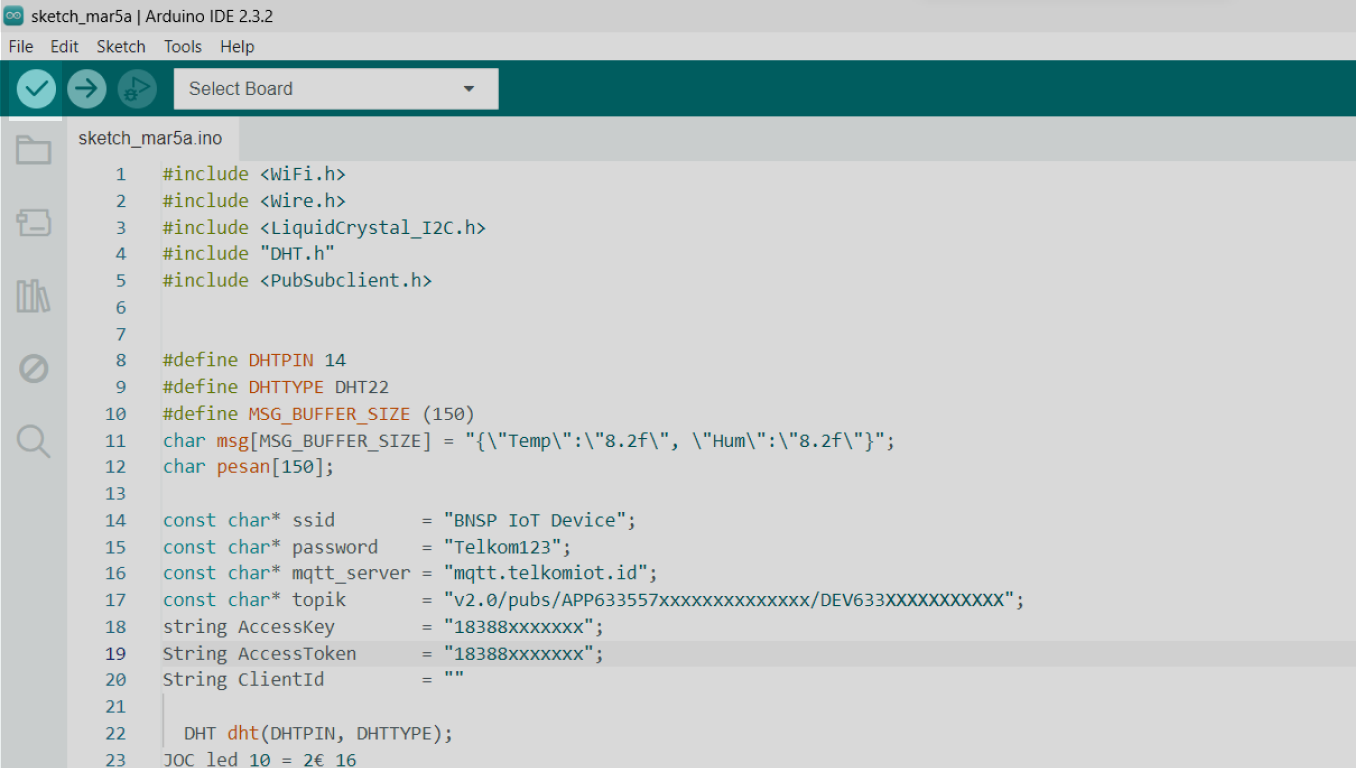 sketch_mar5a | Arduino IDE 2.3.2
File Edit Sketch Tools Help
Select Board
sketch_mar5a.ino
1 #include <WiFi.h>
2 #include <Wire.h>
3 #include <LiquidCrystal_I2C.h>
4 #include "DHT.h"
5 #include <PubSubclient.h>
6
7
8 #define DHTPIN 14
9 #define DHTTYPE DHT22
10 #define MSG_BUFFER_SIZE (150)
11 char msg[MSG_BUFFER_SIZE] = "{\"Temp\":\"8.2f\", \"Hum\":\"8.2f\"}";
12 char pesan[150];
13
14 const char* ssid = "BNSP IoT Device";
15 const char* password = "Telkom123";
16 const char* mqtt_server = "mqtt.telkomiot.id";
17 const char* topik = "v2.0/pubs/APP633557xxxxxxxxxxxxxx/DEV633XXXXXXXXXXX";
18 string AccessKey = "18388xxxxxxx";
19 String AccessToken = "18388xxxxxxx";
20 String ClientId = ""
21
22 DHT dht(DHTPIN, DHTTYPE);
23 JOC led 10 = 2€ 16